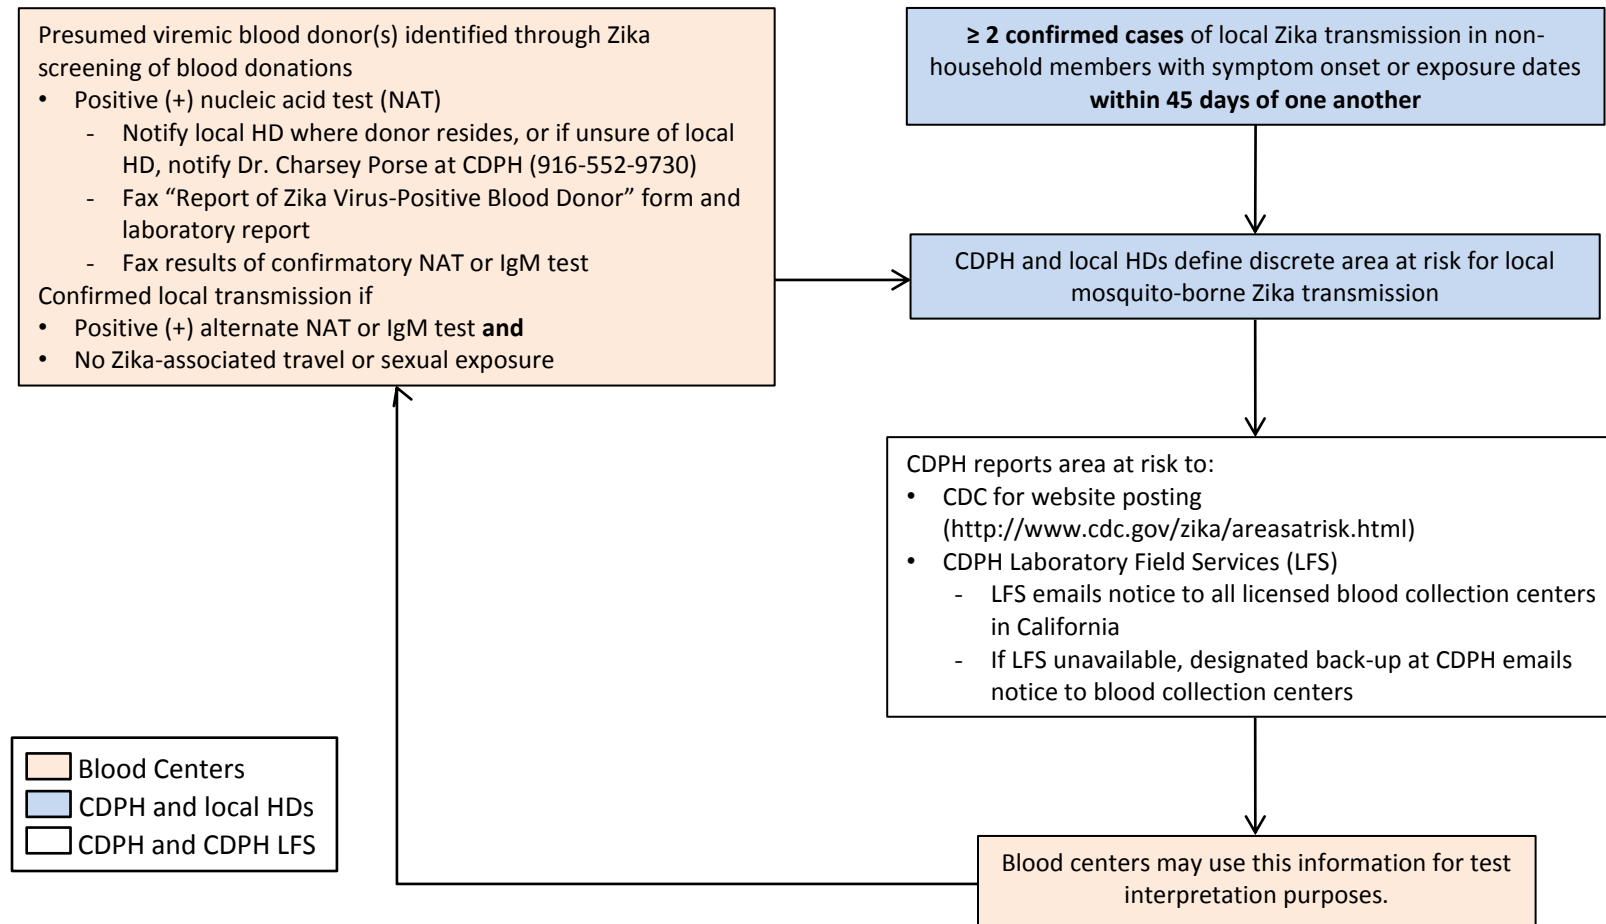 Presumed viremic blood donor(s) identified through Zika
screening of blood donations
• Positive (+) nucleic acid test (NAT)
- Notify local HD where donor resides, or if unsure of local
HD, notify Dr. Charsey Porse at CDPH (916-552-9730)
- Fax “Report of Zika Virus-Positive Blood Donor” form and
laboratory report
- Fax results of confirmatory NAT or IgM test
Confirmed local transmission if
• Positive (+) alternate NAT or IgM test and
• No Zika-associated travel or sexual exposure
≥ 2 confirmed cases of local Zika transmission in non-
household members with symptom onset or exposure dates
within 45 days of one another
CDPH and local HDs define discrete area at risk for local
mosquito-borne Zika transmission
CDPH reports area at risk to:
• CDC for website posting
(http://www.cdc.gov/zika/areasatrisk.html)
• CDPH Laboratory Field Services (LFS)
- LFS emails notice to all licensed blood collection centers
in California
- If LFS unavailable, designated back-up at CDPH emails
notice to blood collection centers
Blood centers may use this information for test
interpretation purposes.
Blood Centers
CDPH and local HDs
CDPH and CDPH LFS